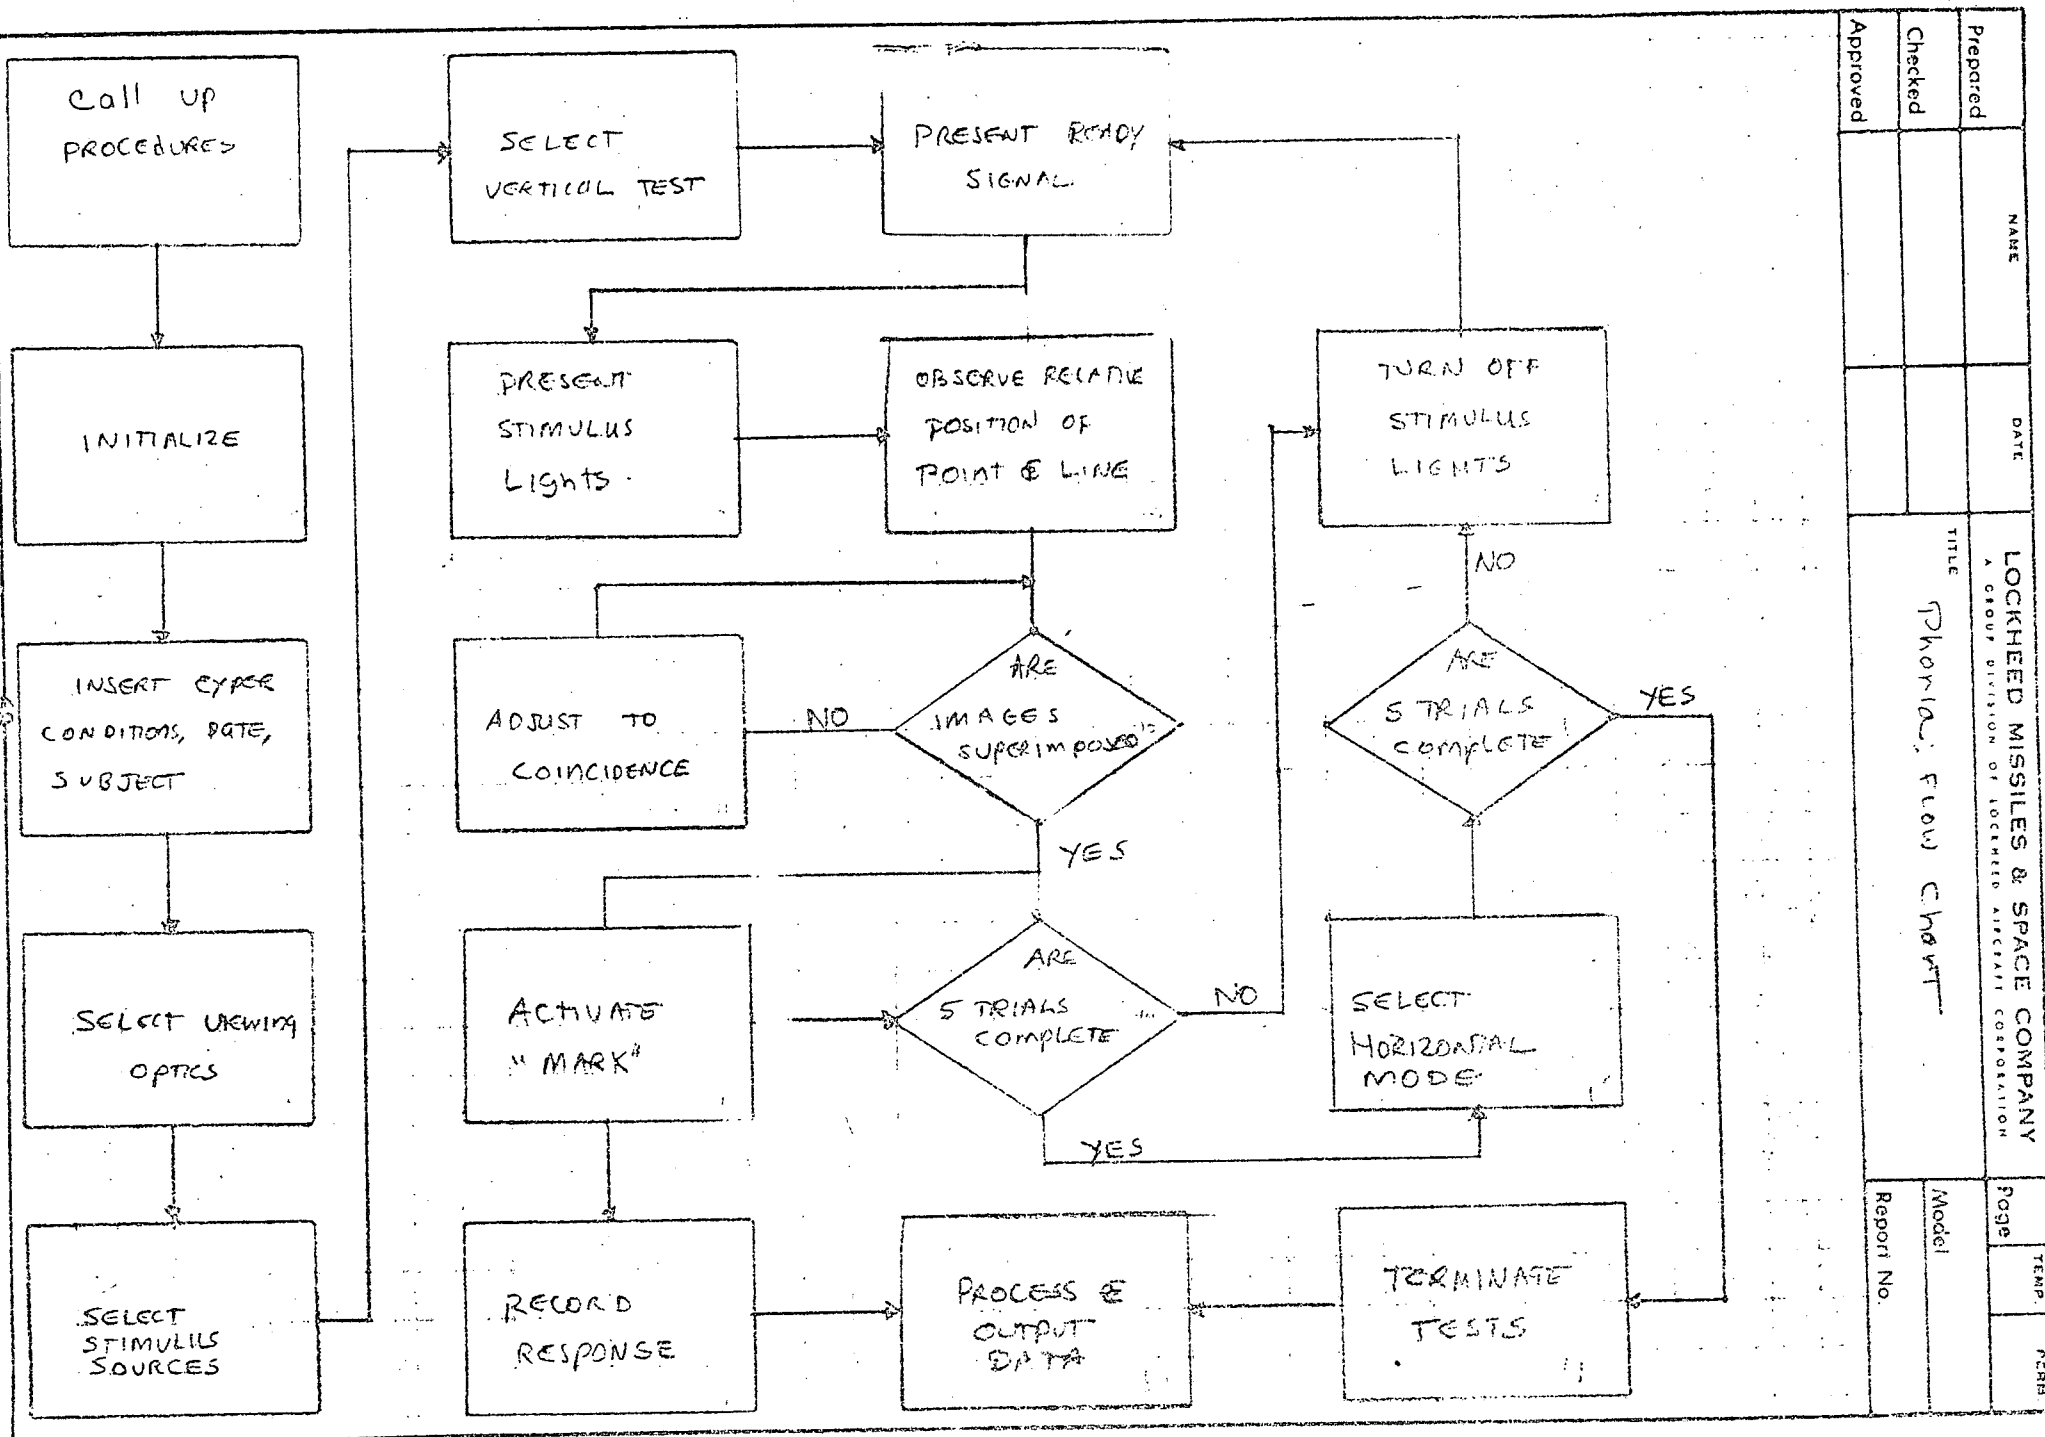 Call UP
PROCEDURES
INITIALIZE
INSERT EXPER
CONDITIONS, DATE,
SUBJECT
SELECT VIEWING
OPTICS
SELECT
STIMULUS
SOURCES
SELECT
VERTICAL TEST
PRESENT READY
SIGNAL
PRESENT
STIMULUS
Lights.
OBSERVE RELATIVE
POSITION OF
POINT & LINE
TURN OFF
STIMULUS
LIGHTS
NO
ADJUST TO
COINCIDENCE
NO
ARE
IMAGES
SUPERIMPOSED?
YES
ARE
5 TRIALS
COMPLETE
YES
ACTIVATE
"MARK"
ARE
5 TRIALS
COMPLETE
NO
YES
SELECT
HORIZONTAL
MODE
RECORD
RESPONSE
PROCESS &
OUTPUT
DATA
TERMINATE
TESTS
Prepared
Checked
Approved
NAME
DATE
LOCKHEED MISSILES & SPACE COMPANY
A GROUP DIVISION OF LOCKHEED AIRCRAFT CORPORATION
TITLE
Phoria: Flow Chart
Page
TEMP.
PERM
Model
Report No.